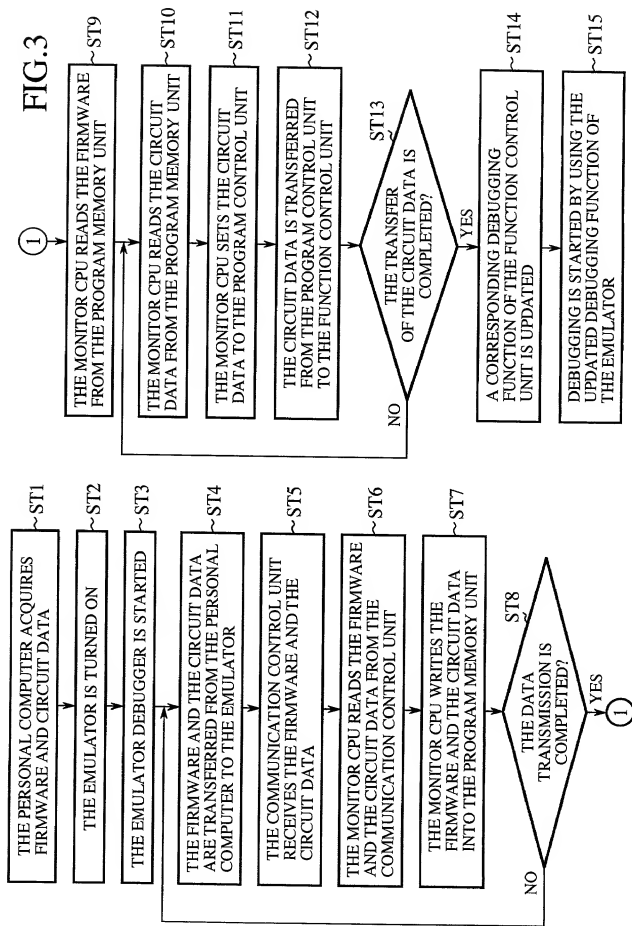 FIG.3
THE PERSONAL COMPUTER ACQUIRES
FIRMWARE AND CIRCUIT DATA
~ST1
THE EMULATOR IS TURNED ON
~ST2
THE EMULATOR DEBUGGER IS STARTED
~ST3
THE FIRMWARE AND THE CIRCUIT DATA
ARE TRANSFERRED FROM THE PERSONAL
COMPUTER TO THE EMULATOR
~ST4
THE COMMUNICATION CONTROL UNIT
RECEIVES THE FIRMWARE AND THE
CIRCUIT DATA
~ST5
THE MONITOR CPU READS THE FIRMWARE
AND THE CIRCUIT DATA FROM THE
COMMUNICATION CONTROL UNIT
~ST6
THE MONITOR CPU WRITES THE
FIRMWARE AND THE CIRCUIT DATA
INTO THE PROGRAM MEMORY UNIT
~ST7
ST8
THE DATA
TRANSMISSION IS
COMPLETED?
NO
YES
1
1
THE MONITOR CPU READS THE FIRMWARE
FROM THE PROGRAM MEMORY UNIT
~ST9
THE MONITOR CPU READS THE CIRCUIT
DATA FROM THE PROGRAM MEMORY UNIT
~ST10
THE MONITOR CPU SETS THE CIRCUIT
DATA TO THE PROGRAM CONTROL UNIT
~ST11
THE CIRCUIT DATA IS TRANSFERRED
FROM THE PROGRAM CONTROL UNIT
TO THE FUNCTION CONTROL UNIT
~ST12
ST13
THE TRANSFER
OF THE CIRCUIT DATA IS
COMPLETED?
NO
YES
A CORRESPONDING DEBUGGING
FUNCTION OF THE FUNCTION CONTROL
UNIT IS UPDATED
~ST14
DEBUGGING IS STARTED BY USING THE
UPDATED DEBUGGING FUNCTION OF
THE EMULATOR
~ST15